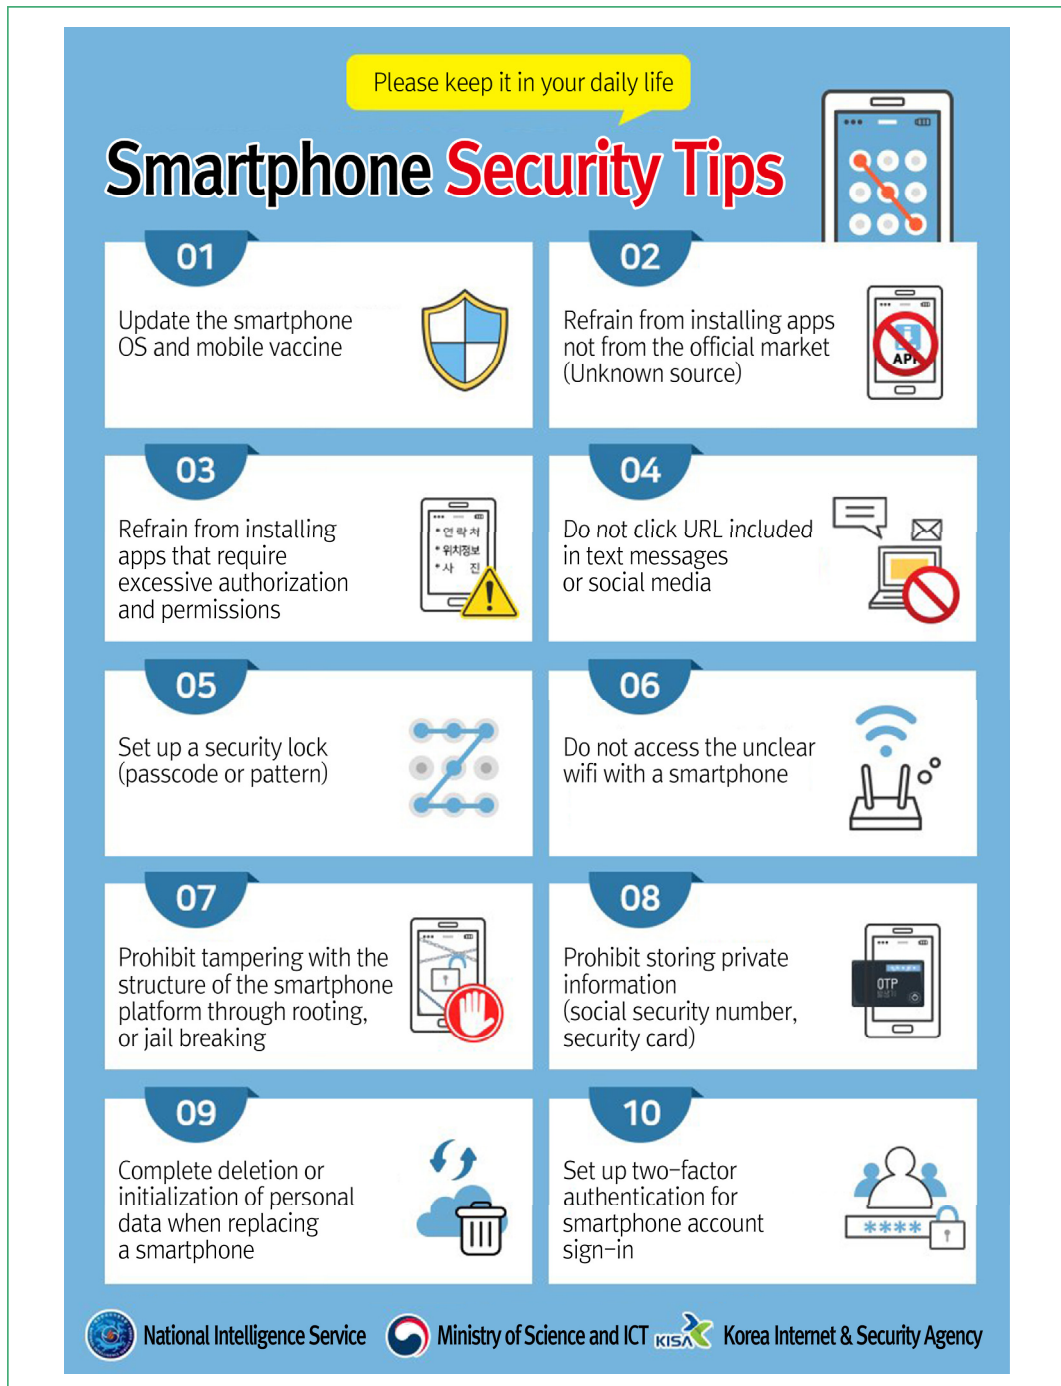 Please keep it in your daily life
Smartphone Security Tips
01
Update the smartphone
OS and mobile vaccine
02
Refrain from installing apps
not from the official market
(Unknown source)
03
Refrain from installing
apps that require
excessive authorization
and permissions
* 연 락 처
* 위치정보
* 사 진
04
Do not click URL included
in text messages
or social media
05
Set up a security lock
(passcode or pattern)
06
Do not access the unclear
wifi with a smartphone
07
Prohibit tampering with the
structure of the smartphone
platform through rooting,
or jail breaking
08
Prohibit storing private
information
(social security number,
security card)
OTP
09
Complete deletion or
initialization of personal
data when replacing
a smartphone
10
Set up two-factor
authentication for
smartphone account
sign-in
****
National Intelligence Service
Ministry of Science and ICT
KISA
Korea Internet & Security Agency